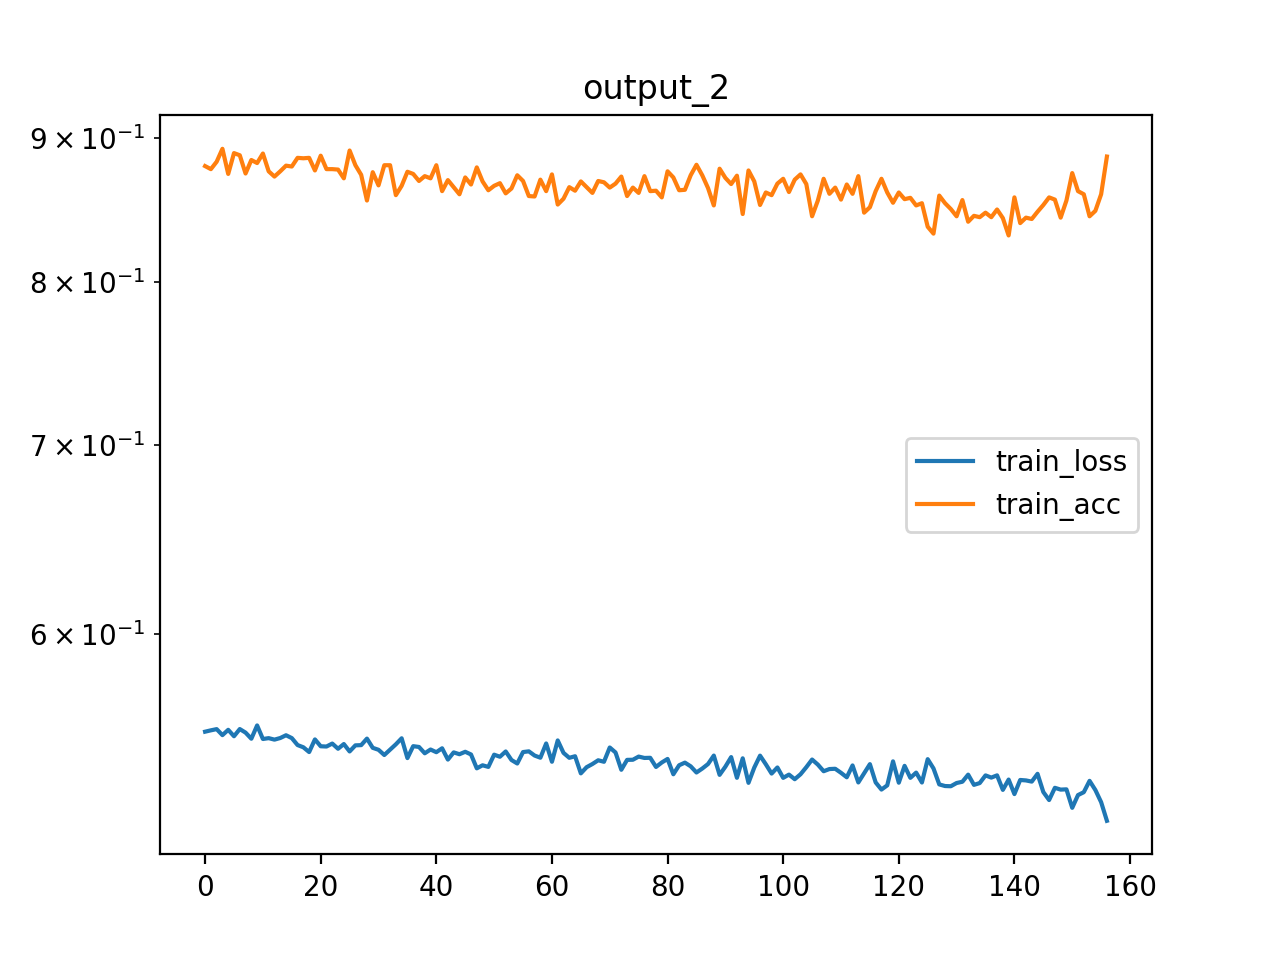 output_2
9 × 10⁻¹
8 × 10⁻¹
7 × 10⁻¹
6 × 10⁻¹
train_loss
train_acc
0 20 40 60 80 100 120 140 160